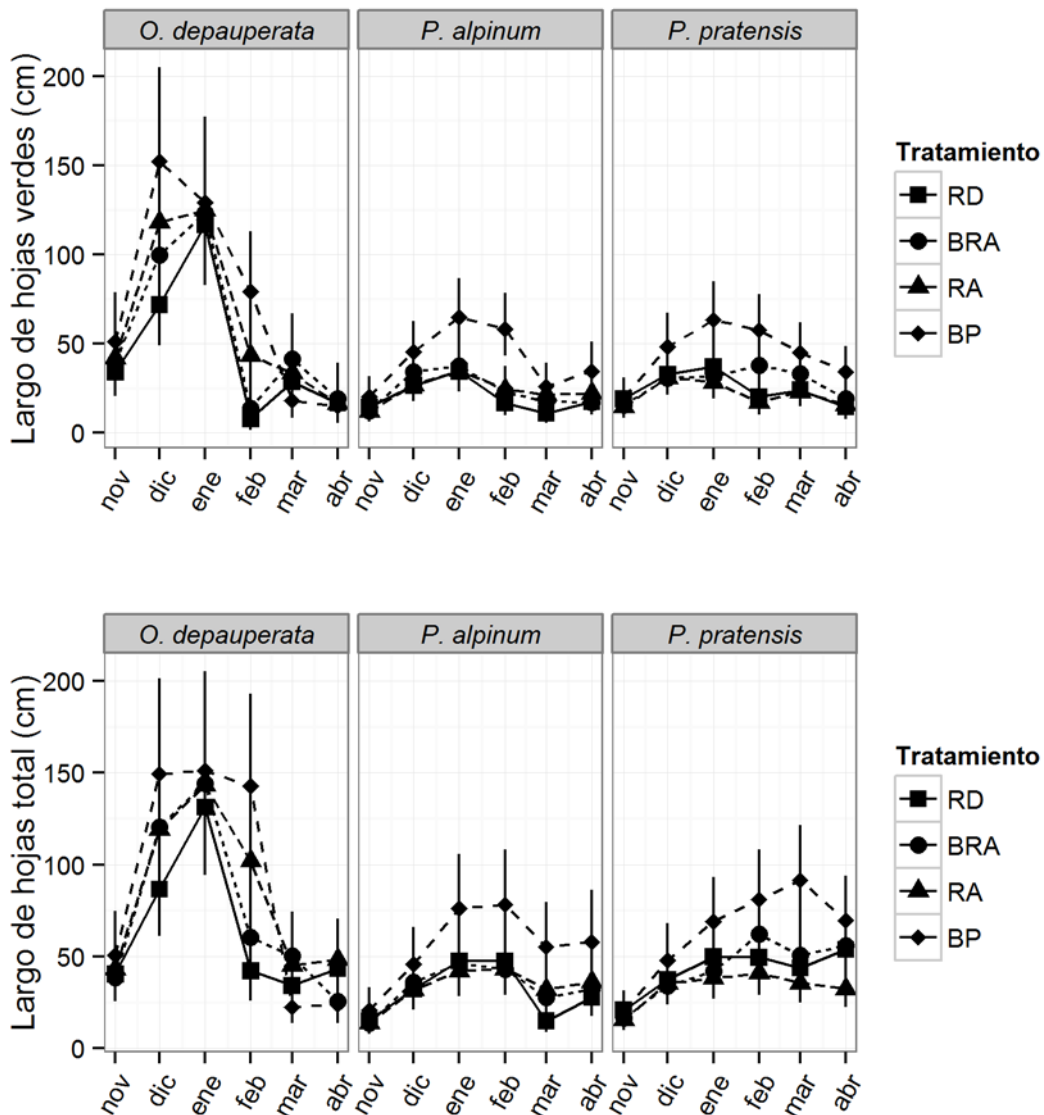 O. depauperata
P. alpinum
P. pratensis
Largo de hojas verdes (cm)
200
150
100
50
0
nov dic ene feb mar abr
nov dic ene feb mar abr
nov dic ene feb mar abr
Tratamiento
RD
BRA
RA
BP
O. depauperata
P. alpinum
P. pratensis
Largo de hojas total (cm)
200
150
100
50
0
nov dic ene feb mar abr
nov dic ene feb mar abr
nov dic ene feb mar abr
Tratamiento
RD
BRA
RA
BP